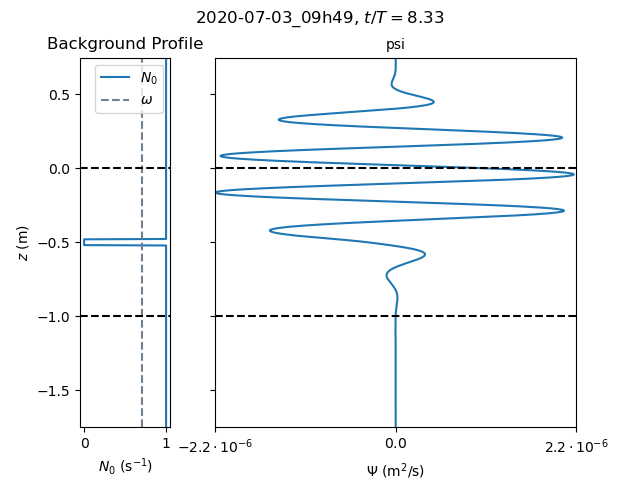 2020-07-03_09h49, t/T = 8.33
Background Profile
psi
N₀
ω
0.5
0.0
−0.5
−1.0
−1.5
z (m)
0 1
N₀ (s⁻¹)
−2.2 · 10⁻⁶ 0.0 2.2 · 10⁻⁶
Ψ (m²/s)